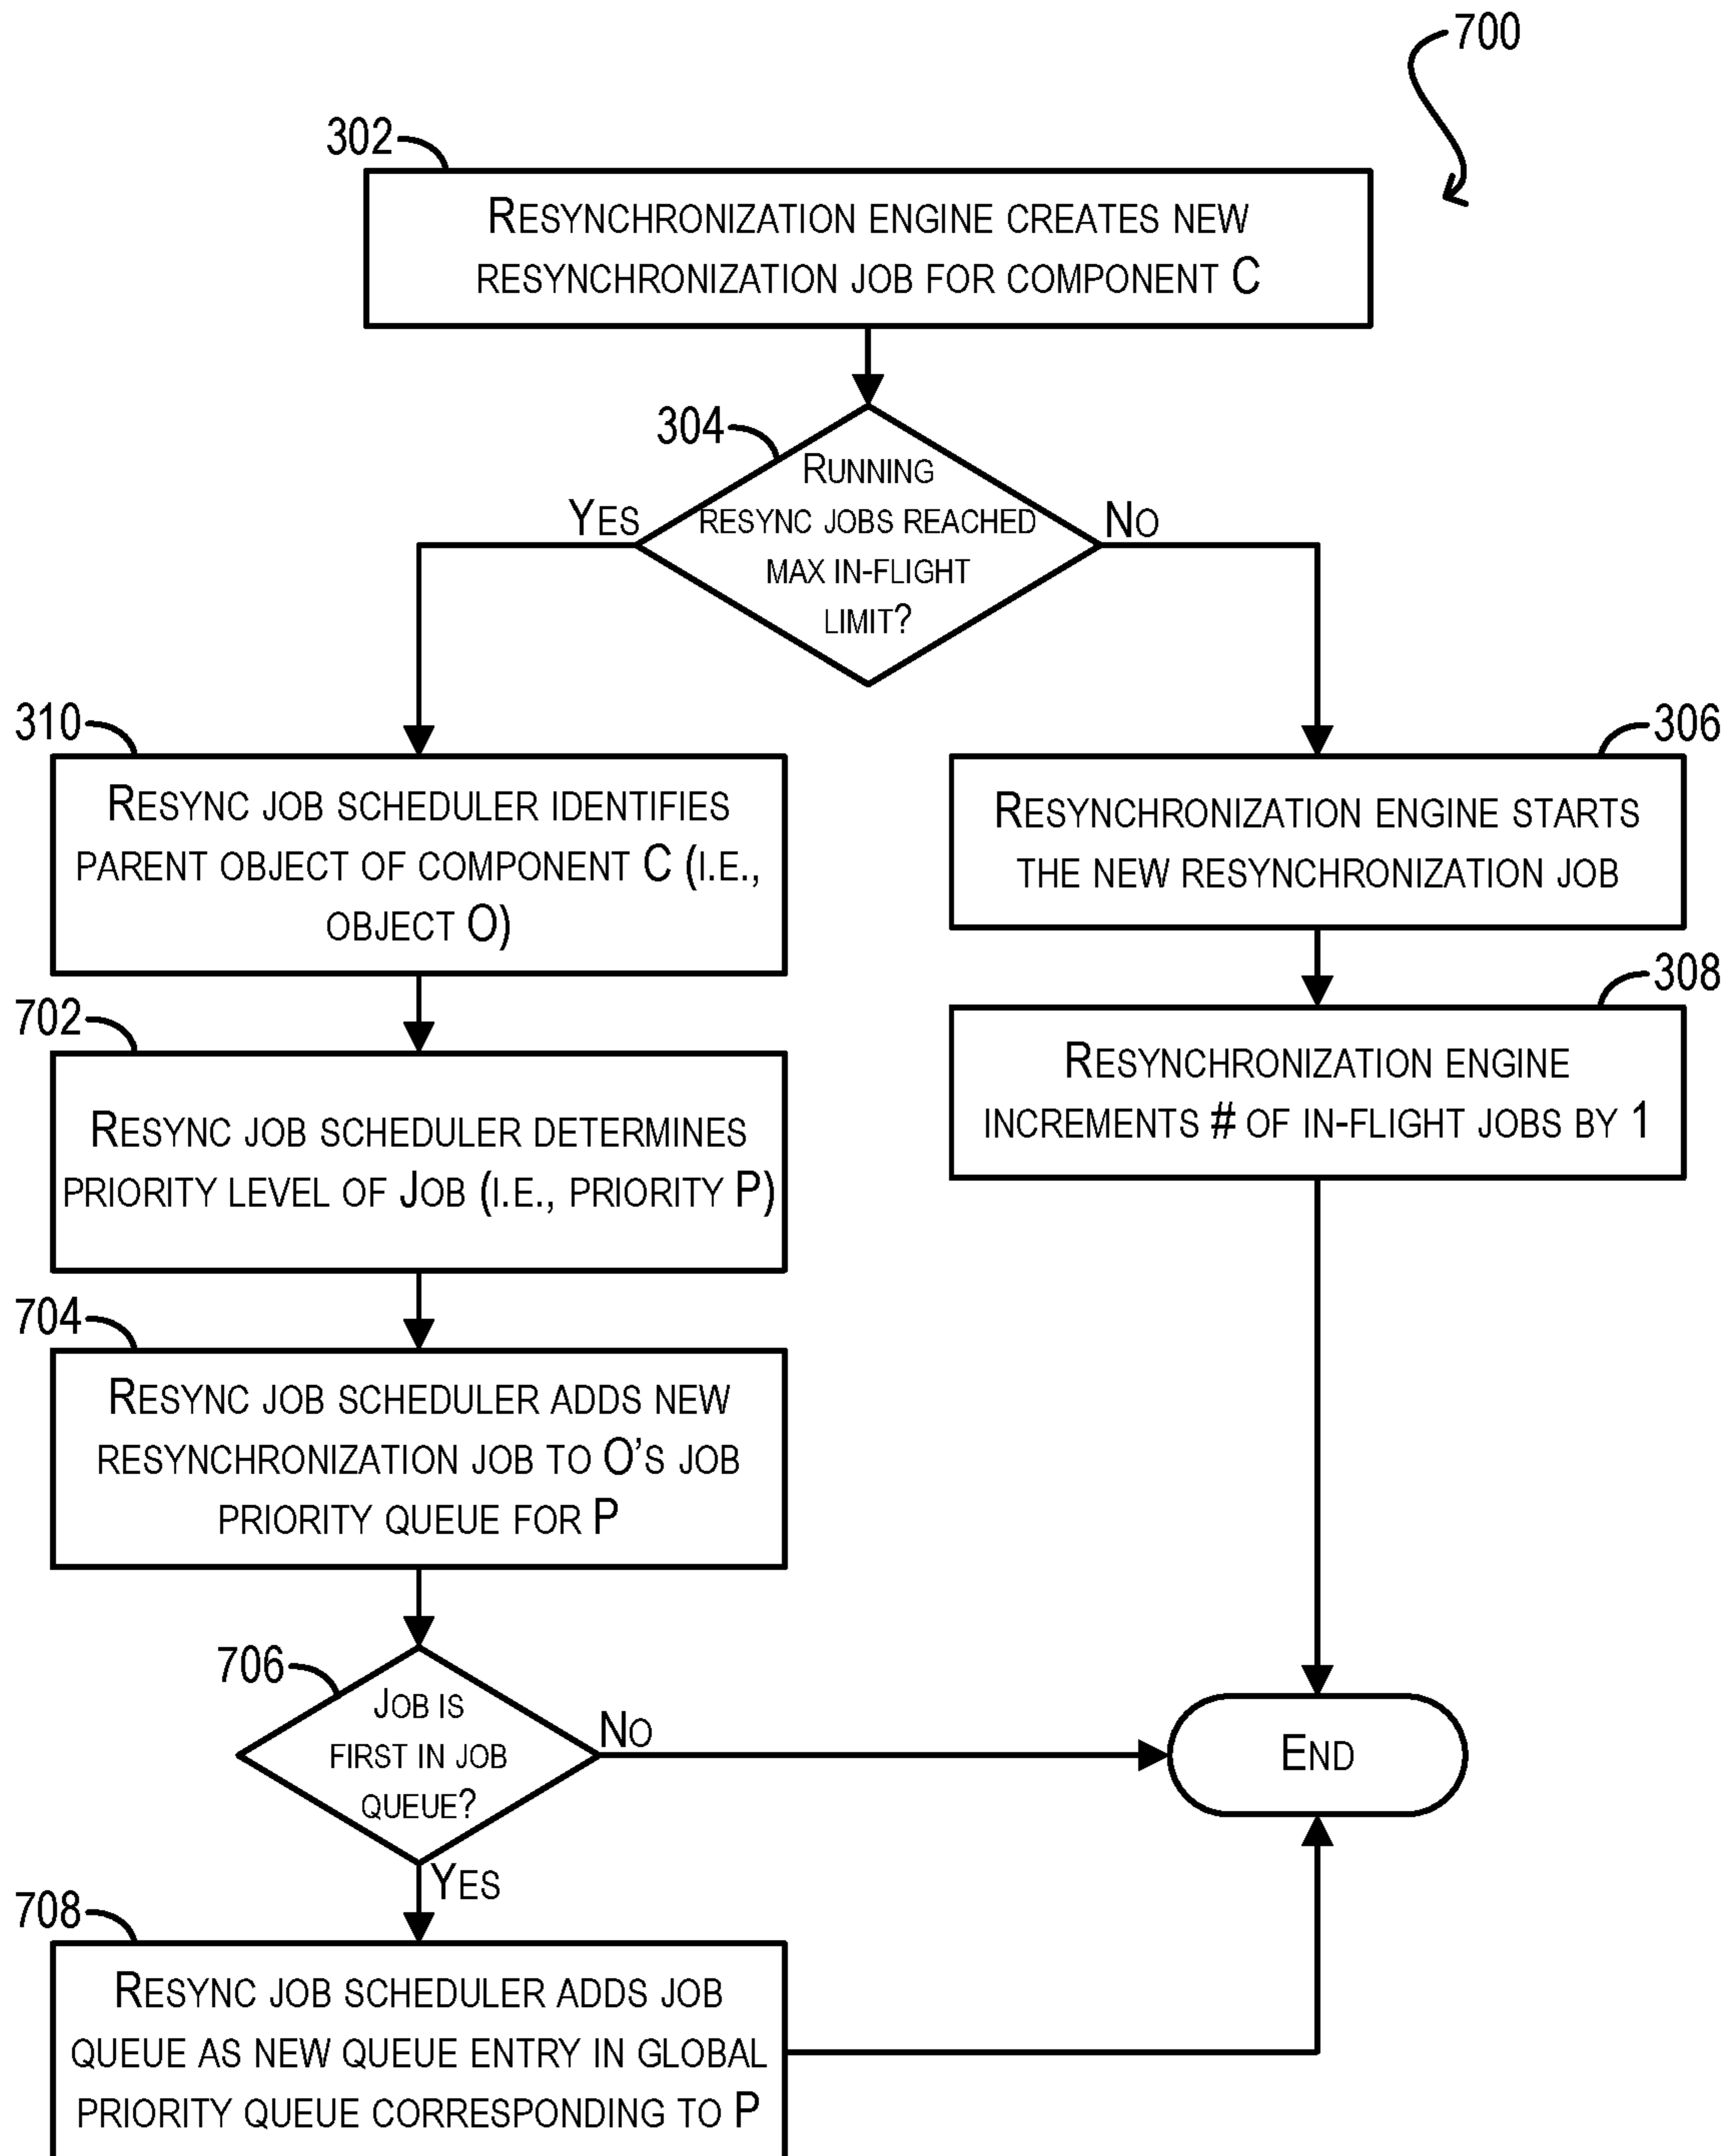 700
302
Resynchronization engine creates new
resynchronization job for component C
304
Running
resync jobs reached
max in-flight
limit?
Yes
No
310
Resync job scheduler identifies
parent object of component C (i.e.,
object O)
306
Resynchronization engine starts
the new resynchronization job
308
Resynchronization engine
increments # of in-flight jobs by 1
702
Resync job scheduler determines
priority level of Job (i.e., priority P)
704
Resync job scheduler adds new
resynchronization job to O's job
priority queue for P
706
Job is
first in job
queue?
No
Yes
End
708
Resync job scheduler adds job
queue as new queue entry in global
priority queue corresponding to P